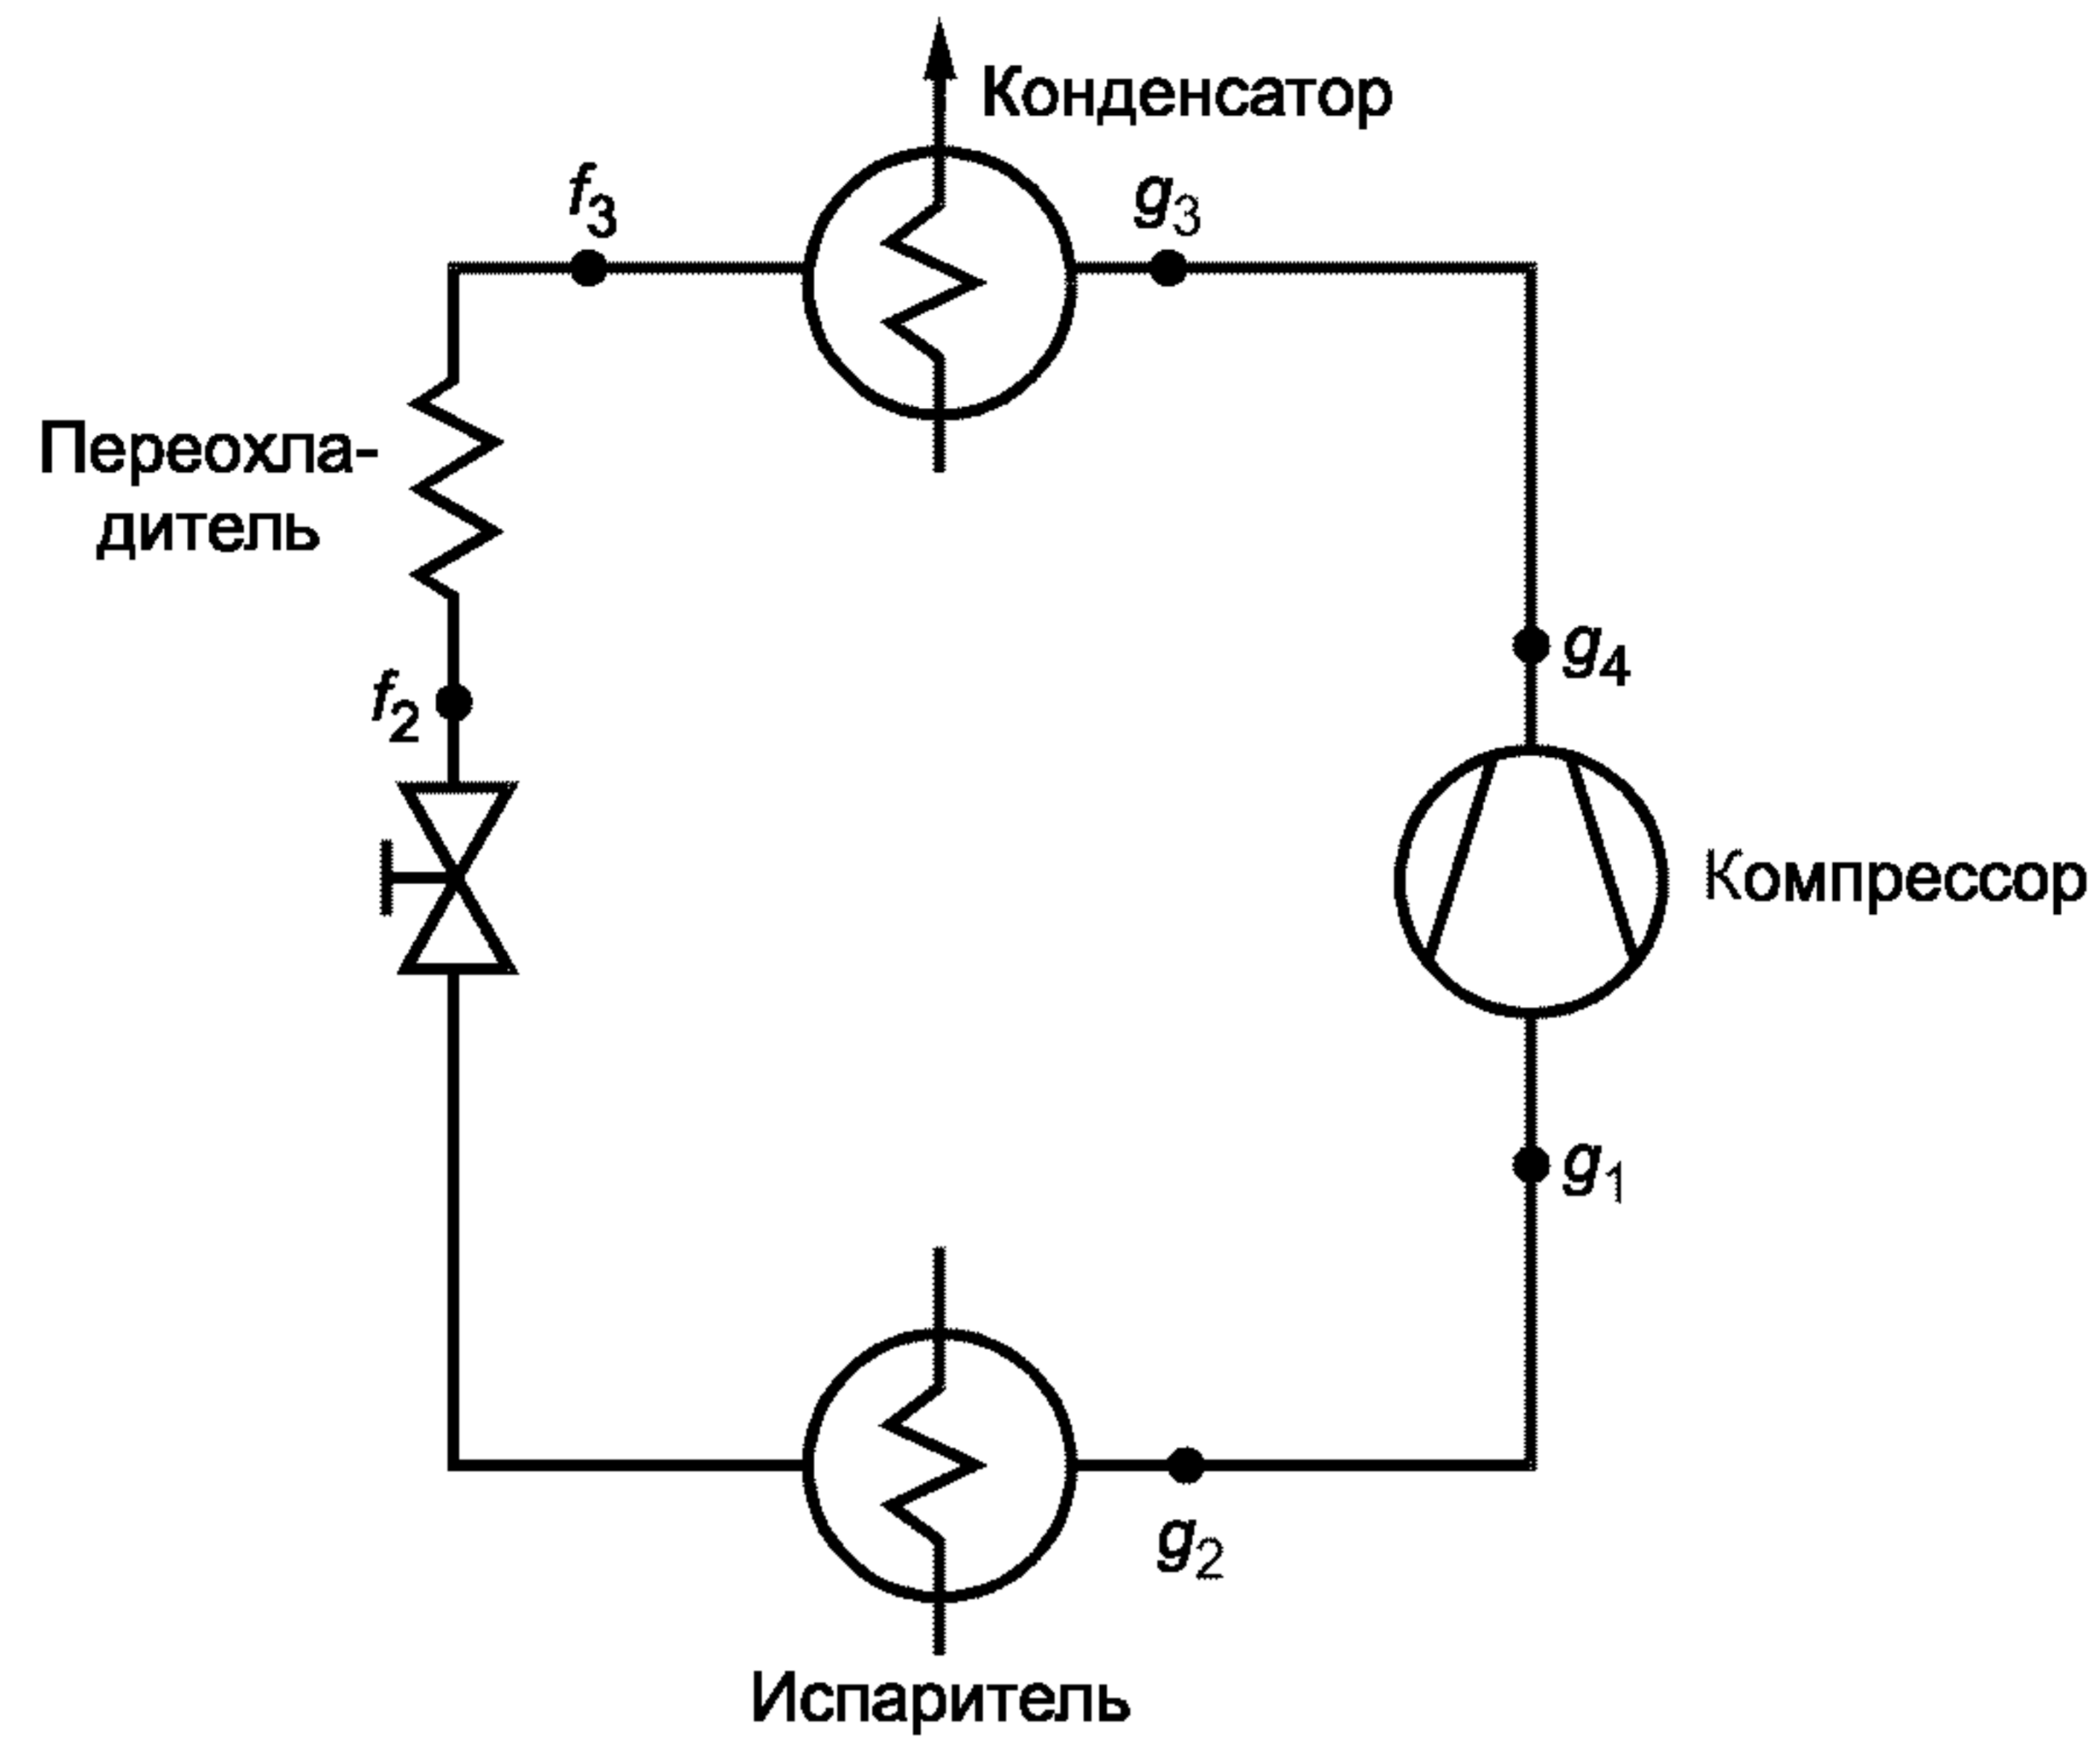 Конденсатор
f3
g3
Переохла-
дитель
g4
f2
Компрессор
g1
g2
Испаритель